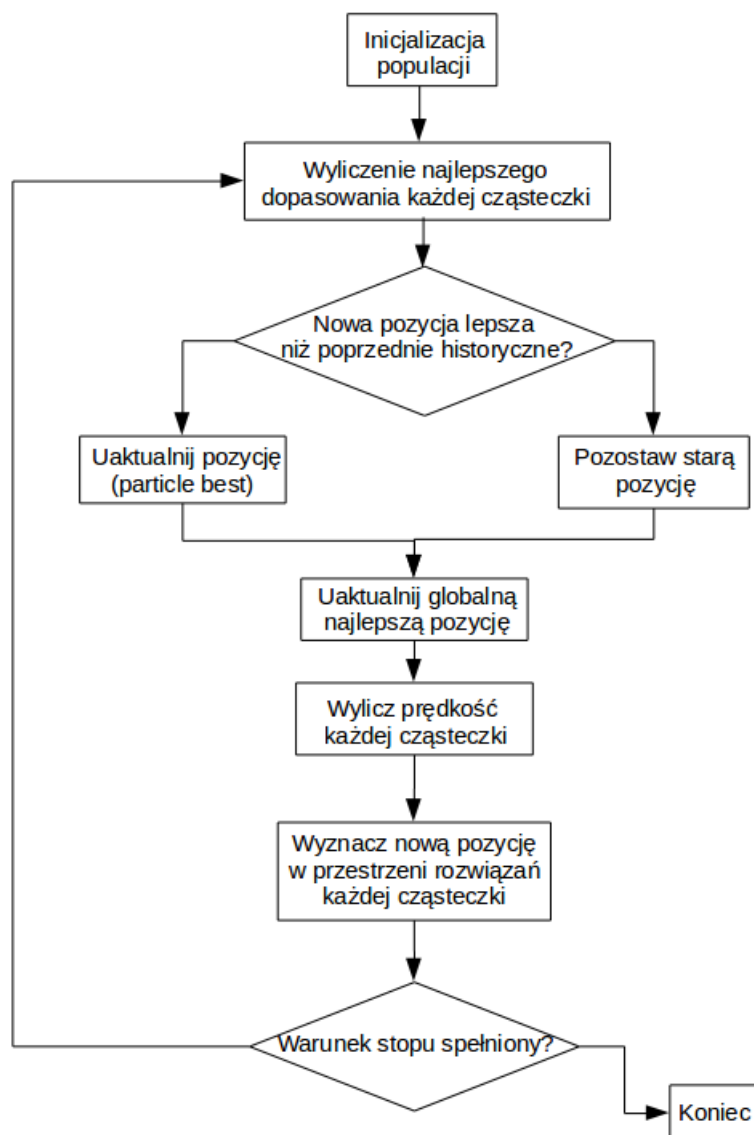 Inicjalizacja
populacji
Wyliczenie najlepszego
dopasowania każdej cząsteczki
Nowa pozycja lepsza
niż poprzednie historyczne?
Uaktualnij pozycję
(particle best)
Pozostaw starą
pozycję
Uaktualnij globalną
najlepszą pozycję
Wylicz prędkość
każdej cząsteczki
Wyznacz nową pozycję
w przestrzeni rozwiązań
każdej cząsteczki
Warunek stopu spełniony?
Koniec